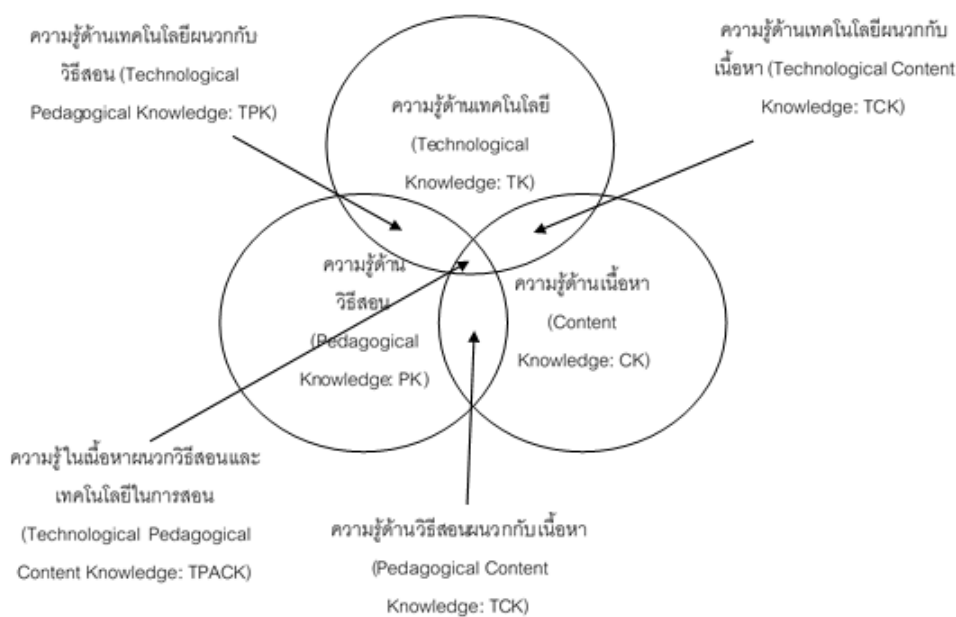 ความรู้ด้านเทคโนโลยีผนวกกับ
วิธีสอน (Technological
Pedagogical Knowledge: TPK)
ความรู้ด้านเทคโนโลยีผนวกกับ
เนื้อหา (Technological Content
Knowledge: TCK)
ความรู้ด้านเทคโนโลยี
(Technological
Knowledge: TK)
ความรู้ด้าน
วิธีสอน
(Pedagogical
Knowledge: PK)
ความรู้ด้านเนื้อหา
(Content
Knowledge: CK)
ความรู้ในเนื้อหาผนวกวิธีสอนและ
เทคโนโลยีในการสอน
(Technological Pedagogical
Content Knowledge: TPACK)
ความรู้ด้านวิธีสอนผนวกกับเนื้อหา
(Pedagogical Content
Knowledge: TCK)